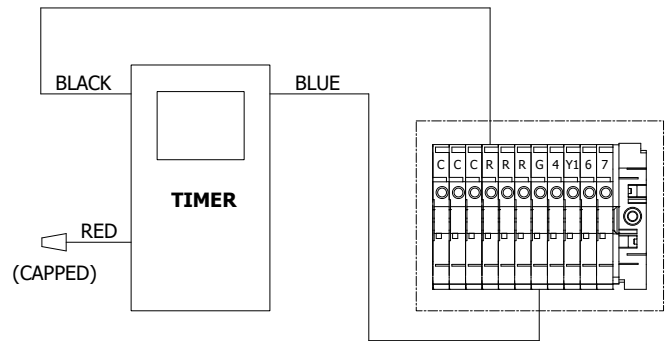 BLACK
BLUE
TIMER
RED
(CAPPED)
C C C R R R G 4 Y1 6 7